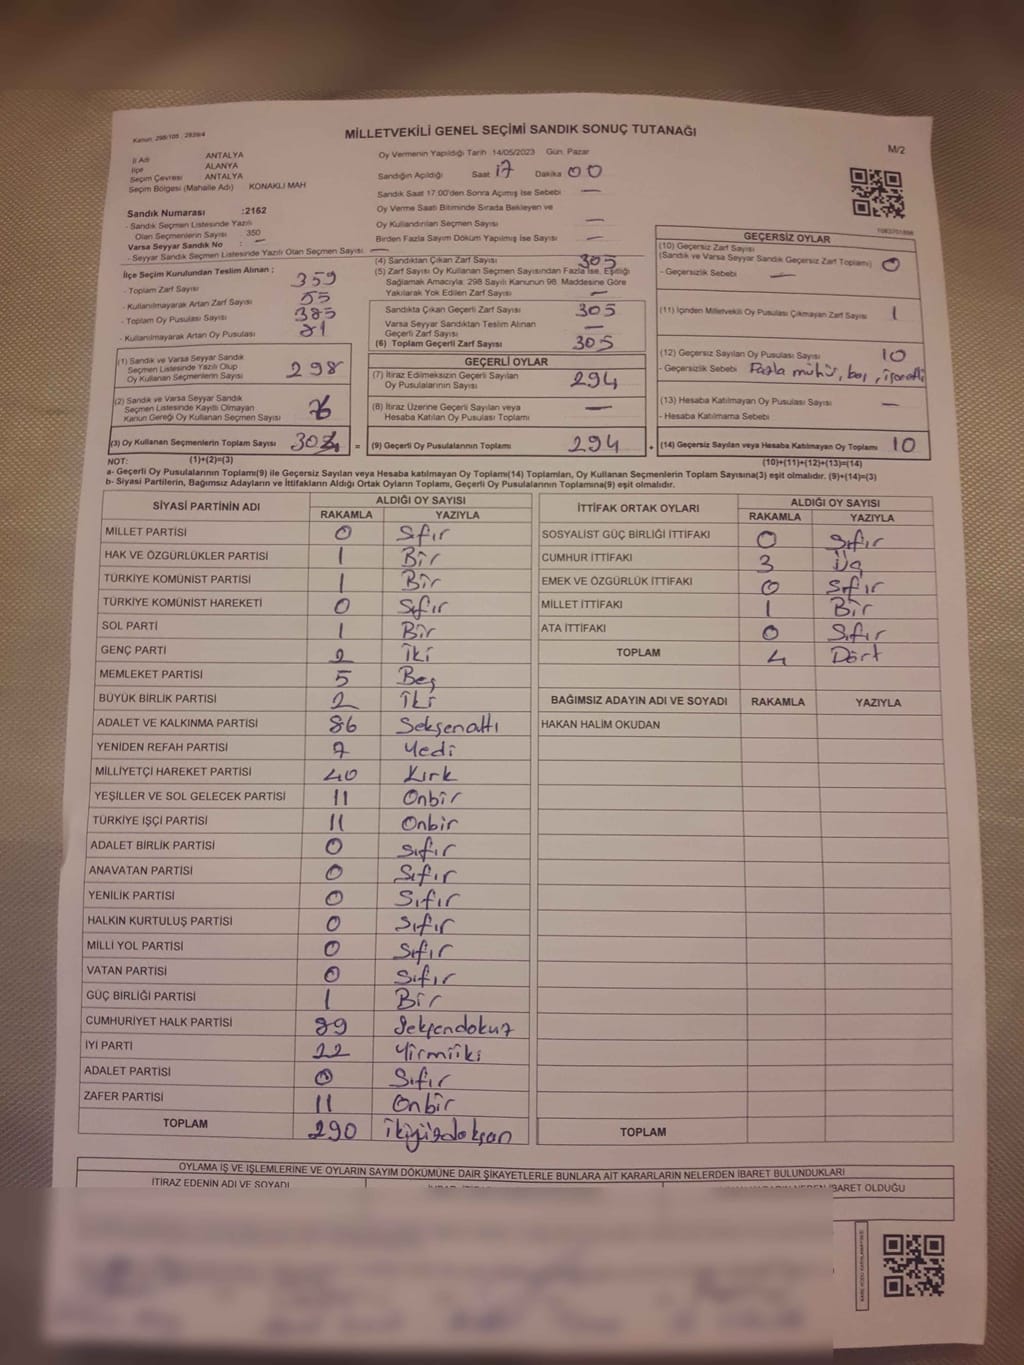 Kanun: 298/105 , 2839/4
MİLLETVEKİLİ GENEL SEÇİMİ SANDIK SONUÇ TUTANAĞI
M/2
İl Adı ANTALYA
İlçe ALANYA
Seçim Çevresi ANTALYA
Seçim Bölgesi (Mahalle Adı) KONAKLI MAH
Oy Vermenin Yapıldığı Tarih 14/05/2023 Gün: Pazar
Sandığın Açıldığı Saat 17 Dakika 00
Sandık Saat 17:00'den Sonra Açımış İse Sebebi —
Oy Verme Saati Bitiminde Sırada Bekleyen ve
Oy Kullandırılan Seçmen Sayısı —
Birden Fazla Sayım Döküm Yapılmış İse Sayısı —
Sandık Numarası :2162
- Sandık Seçmen Listesinde Yazılı
Olan Seçmenlerin Sayısı 350
Varsa Seyyar Sandık No : —
- Seyyar Sandık Seçmen Listesinde Yazılı Olan Seçmen Sayısı —
İlçe Seçim Kurulundan Teslim Alınan ;
- Toplam Zarf Sayısı 359
- Kullanılmayarak Artan Zarf Sayısı 55
- Toplam Oy Pusulası Sayısı 385
- Kullanılmayarak Artan Oy Pusulası 81
(1) Sandık ve Varsa Seyyar Sandık
Seçmen Listesinde Yazılı Olup
Oy Kullanan Seçmenlerin Sayısı 298
(2) Sandık ve Varsa Seyyar Sandık
Seçmen Listesinde Kayıtlı Olmayan
Kanun Gereği Oy Kullanan Seçmen Sayısı
(3) Oy Kullanan Seçmenlerin Toplam Sayısı =
(4) Sandıktan Çıkan Zarf Sayısı 305
(5) Zarf Sayısı Oy Kullanan Seçmen Sayısından Fazla İse, Eşitliği
Sağlamak Amacıyla; 298 Sayılı Kanunun 98. Maddesine Göre
Yakılarak Yok Edilen Zarf Sayısı —
Sandıkta Çıkan Geçerli Zarf Sayısı 305
Varsa Seyyar Sandıktan Teslim Alınan
Geçerli Zarf Sayısı —
(6) Toplam Geçerli Zarf Sayısı 305
GEÇERLİ OYLAR
(7) İtiraz Edilmeksizin Geçerli Sayılan
Oy Pusulalarının Sayısı 294
(8) İtiraz Üzerine Geçerli Sayılan veya
Hesaba Katılan Oy Pusulası Toplamı —
(9) Geçerli Oy Pusulalarının Toplamı 294 +
GEÇERSİZ OYLAR
(10) Geçersiz Zarf Sayısı
(Sandık ve Varsa Seyyar Sandık Geçersiz Zarf Toplamı) 0
- Geçersizlik Sebebi —
(11) İçinden Milletvekili Oy Pusulası Çıkmayan Zarf Sayısı 1
(12) Geçersiz Sayılan Oy Pusulası Sayısı 10
- Geçersizlik Sebebi Fazla mühür, boş, işaretli
(13) Hesaba Katılmayan Oy Pusulası Sayısı —
- Hesaba Katılmama Sebebi
(14) Geçersiz Sayılan veya Hesaba Katılmayan Oy Toplamı 10
NOT: (1)+(2)=(3)
(10)+(11)+(12)+(13)=(14)
a- Geçerli Oy Pusulalarının Toplamı(9) ile Geçersiz Sayılan veya Hesaba katılmayan Oy Toplamı(14) Toplamları, Oy Kullanan Seçmenlerin Toplam Sayısına(3) eşit olmalıdır. (9)+(14)=(3)
b- Siyasi Partilerin, Bağımsız Adayların ve İttifakların Aldığı Ortak Oyların Toplamı, Geçerli Oy Pusulalarının Toplamına(9) eşit olmalıdır.
SİYASİ PARTİNİN ADI ALDIĞI OY SAYISI
RAKAMLA YAZIYLA
MİLLET PARTİSİ 0 Sıfır
HAK VE ÖZGÜRLÜKLER PARTİSİ 1 Bir
TÜRKİYE KOMÜNİST PARTİSİ 1 Bir
TÜRKİYE KOMÜNİST HAREKETİ 0 Sıfır
SOL PARTİ 1 Bir
GENÇ PARTİ 2 İki
MEMLEKET PARTİSİ 5 Beş
BÜYÜK BİRLİK PARTİSİ 2 İki
ADALET VE KALKINMA PARTİSİ 86 Seksenaltı
YENİDEN REFAH PARTİSİ 7 Yedi
MİLLİYETÇİ HAREKET PARTİSİ 40 Kırk
YEŞİLLER VE SOL GELECEK PARTİSİ 11 Onbir
TÜRKİYE İŞÇİ PARTİSİ 11 Onbir
ADALET BİRLİK PARTİSİ 0 Sıfır
ANAVATAN PARTİSİ 0 Sıfır
YENİLİK PARTİSİ 0 Sıfır
HALKIN KURTULUŞ PARTİSİ 0 Sıfır
MİLLİ YOL PARTİSİ 0 Sıfır
VATAN PARTİSİ 0 Sıfır
GÜÇ BİRLİĞİ PARTİSİ 1 Bir
CUMHURİYET HALK PARTİSİ 89 Seksendokuz
İYİ PARTİ 22 Yirmiiki
ADALET PARTİSİ 0 Sıfır
ZAFER PARTİSİ 11 Onbir
TOPLAM 290 ikiyüzdoksan
İTTİFAK ORTAK OYLARI ALDIĞI OY SAYISI
RAKAMLA YAZIYLA
SOSYALİST GÜÇ BİRLİĞİ İTTİFAKI 0 Sıfır
CUMHUR İTTİFAKI 3 Üç
EMEK VE ÖZGÜRLÜK İTTİFAKI 0 Sıfır
MİLLET İTTİFAKI 1 Bir
ATA İTTİFAKI 0 Sıfır
TOPLAM 4 Dört
BAĞIMSIZ ADAYIN ADI VE SOYADI RAKAMLA YAZIYLA
HAKAN HALİM OKUDAN
TOPLAM
OYLAMA İŞ VE İŞLEMLERİNE VE OYLARIN SAYIM DÖKÜMÜNE DAİR ŞİKAYETLERLE BUNLARA AİT KARARLARIN NELERDEN İBARET BULUNDUKLARI
İTİRAZ EDENİN ADI VE SOYADI
İBARET OLDUĞU